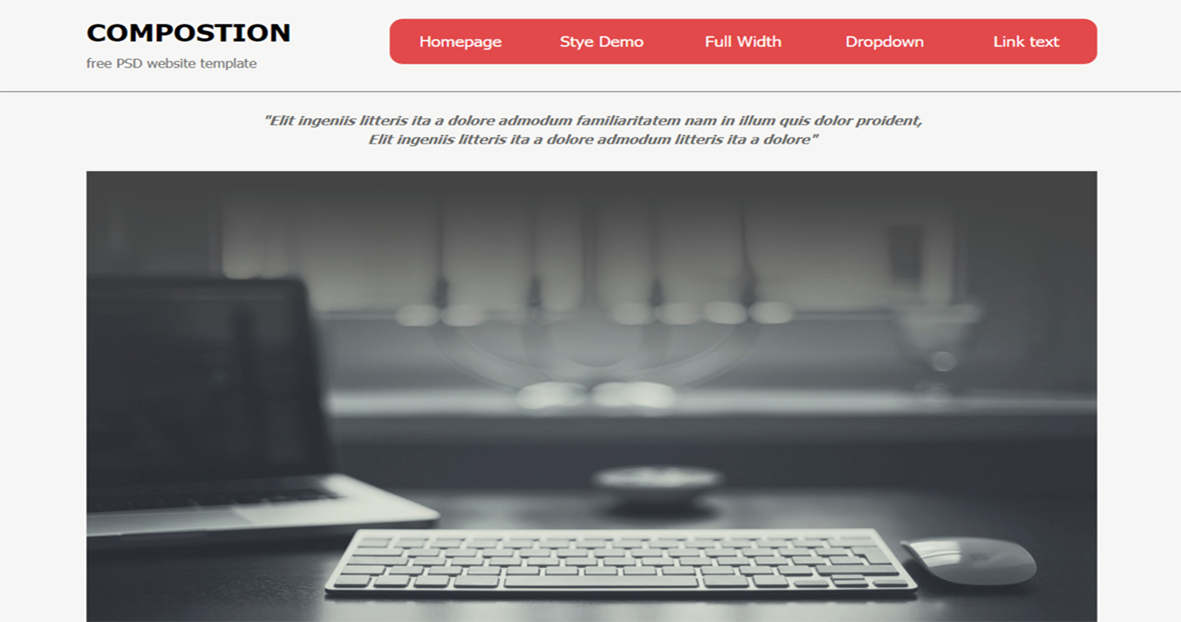 COMPOSTION
free PSD website template
Homepage Stye Demo Full Width Dropdown Link text
"Elit ingeniis litteris ita a dolore admodum familiaritatem nam in illum quis dolor proident,
Elit ingeniis litteris ita a dolore admodum litteris ita a dolore"